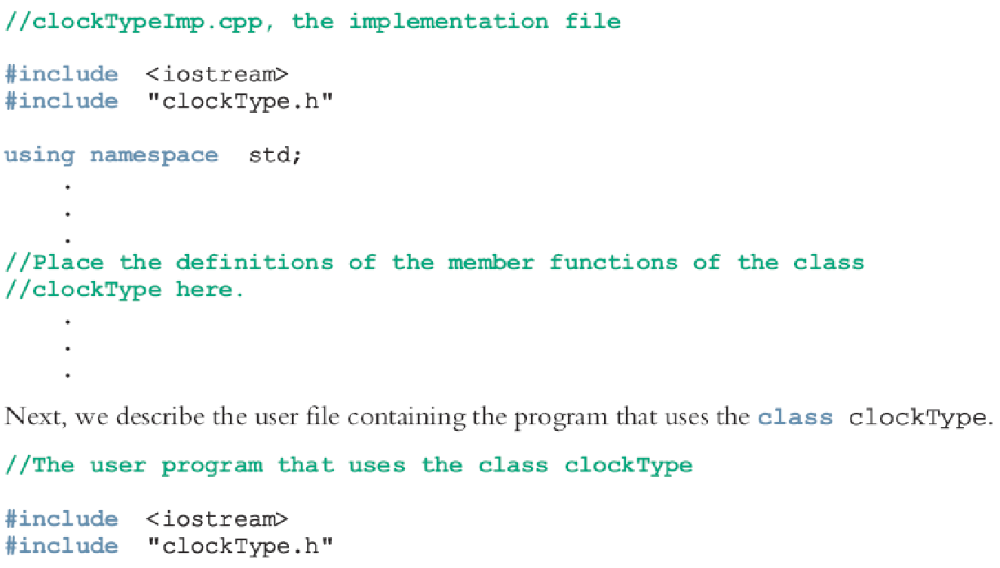 //clockTypeImp.cpp, the implementation file
#include <iostream>
#include "clockType.h"
using namespace std;
.
.
.
//Place the definitions of the member functions of the class
//clockType here.
.
.
.
Next, we describe the user file containing the program that uses the class clockType.
//The user program that uses the class clockType
#include <iostream>
#include "clockType.h"